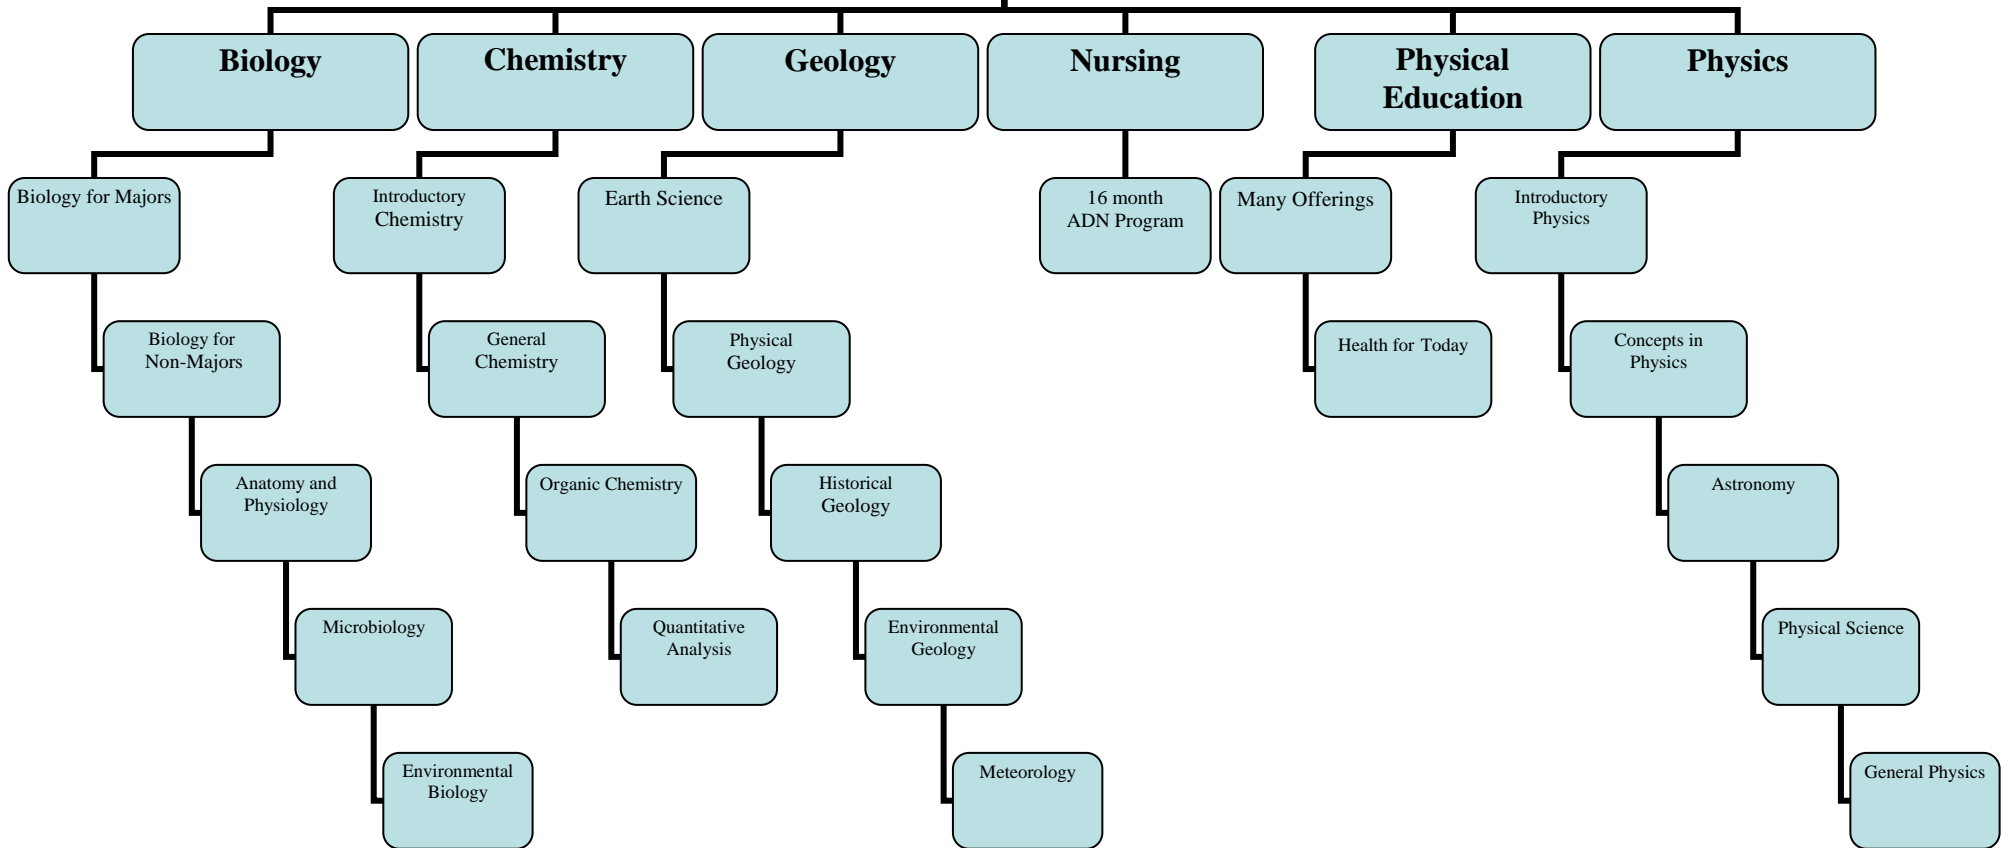 Biology
Chemistry
Geology
Nursing
Physical
Education
Physics
Biology for Majors
Introductory
Chemistry
Earth Science
16 month
ADN Program
Many Offerings
Introductory
Physics
Biology for
Non-Majors
General
Chemistry
Physical
Geology
Health for Today
Concepts in
Physics
Anatomy and
Physiology
Organic Chemistry
Historical
Geology
Astronomy
Microbiology
Quantitative
Analysis
Environmental
Geology
Physical Science
Environmental
Biology
Meteorology
General Physics